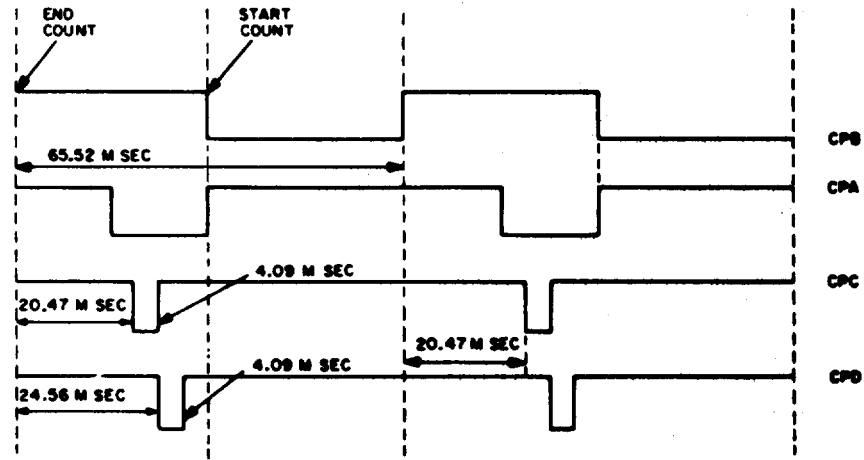 END
COUNT
START
COUNT
CPB
65.52 M SEC
CPA
4.09 M SEC
CPC
20.47 M SEC
20.47 M SEC
4.09 M SEC
CPD
24.56 M SEC